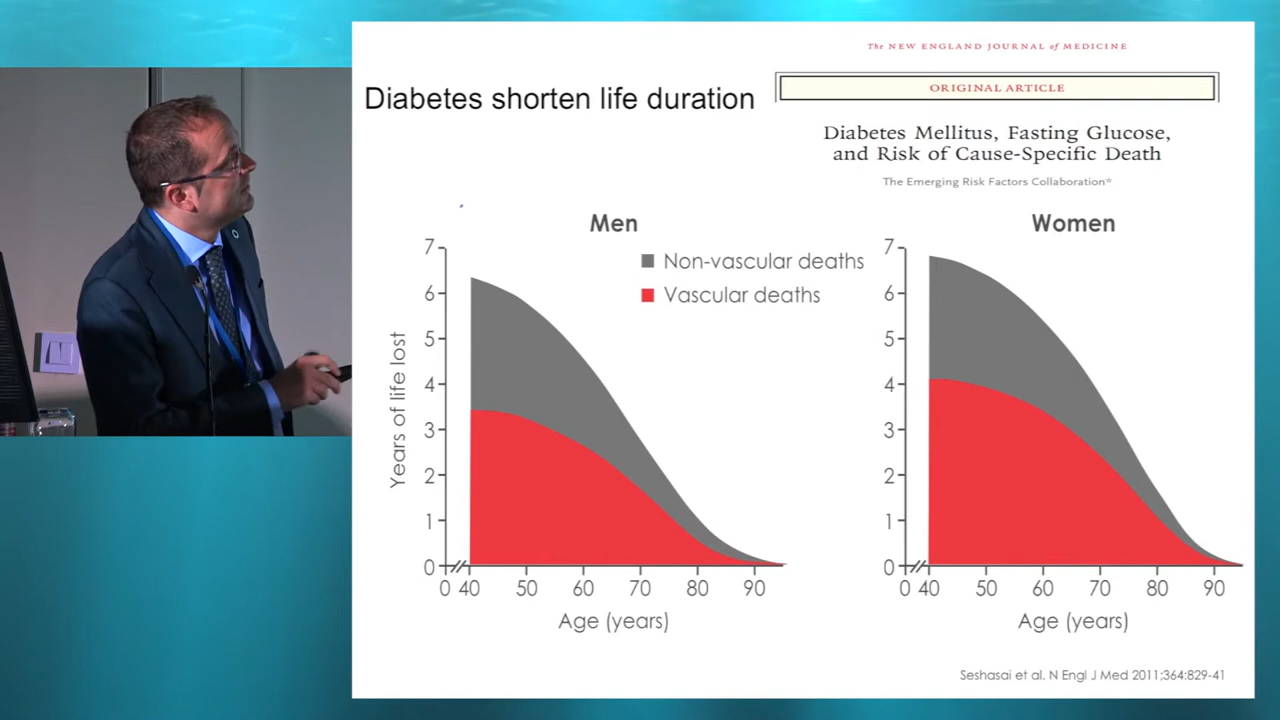 The NEW ENGLAND JOURNAL of MEDICINE
Diabetes shorten life duration
ORIGINAL ARTICLE
Diabetes Mellitus, Fasting Glucose,
and Risk of Cause-Specific Death
The Emerging Risk Factors Collaboration*
Men
Non-vascular deaths
Vascular deaths
Years of life lost
7
6
5
4
3
2
1
0
0 40 50 60 70 80 90
Age (years)
Women
7
6
5
4
3
2
1
0
0 40 50 60 70 80 90
Age (years)
Seshasai et al. N Engl J Med 2011;364:829-41